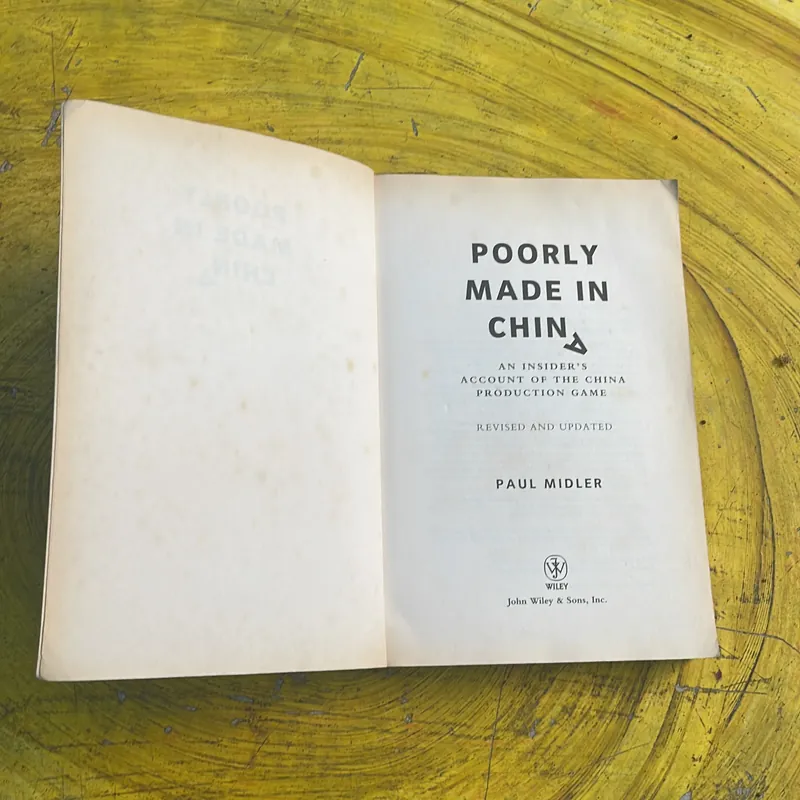 POORLY
MADE IN
CHINA
AN INSIDER'S
ACCOUNT OF THE CHINA
PRODUCTION GAME
REVISED AND UPDATED
PAUL MIDLER
WILEY
John Wiley & Sons, Inc.